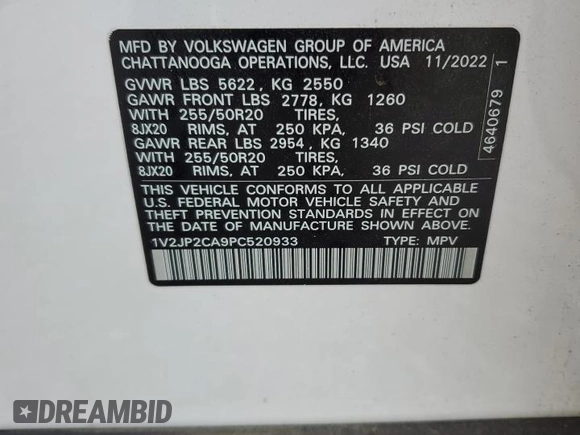 MFD BY VOLKSWAGEN GROUP OF AMERICA
CHATTANOOGA OPERATIONS, LLC. USA 11/2022
GVWR LBS 5622, KG 2550
GAWR FRONT LBS 2778, KG 1260
WITH 255/50R20 TIRES,
8JX20 RIMS, AT 250 KPA, 36 PSI COLD
GAWR REAR LBS 2954, KG 1340
WITH 255/50R20 TIRES,
8JX20 RIMS, AT 250 KPA, 36 PSI COLD
THIS VEHICLE CONFORMS TO ALL APPLICABLE
U.S. FEDERAL MOTOR VEHICLE SAFETY AND
THEFT PREVENTION STANDARDS IN EFFECT ON
THE DATE OF MANUFACTURE SHOWN ABOVE.
1V2JP2CA9PC520933 TYPE: MPV
4640679 1
DREAMBID